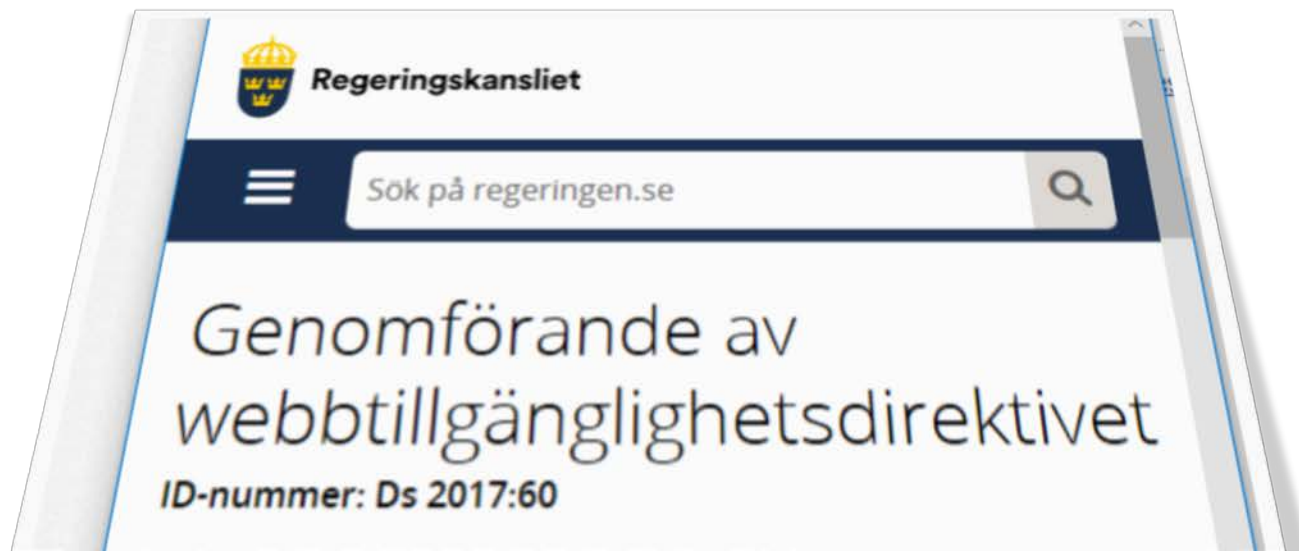 Regeringskansliet
Sök på regeringen.se
Genomförande av
webbtillgänglighetsdirektivet
ID-nummer: Ds 2017:60